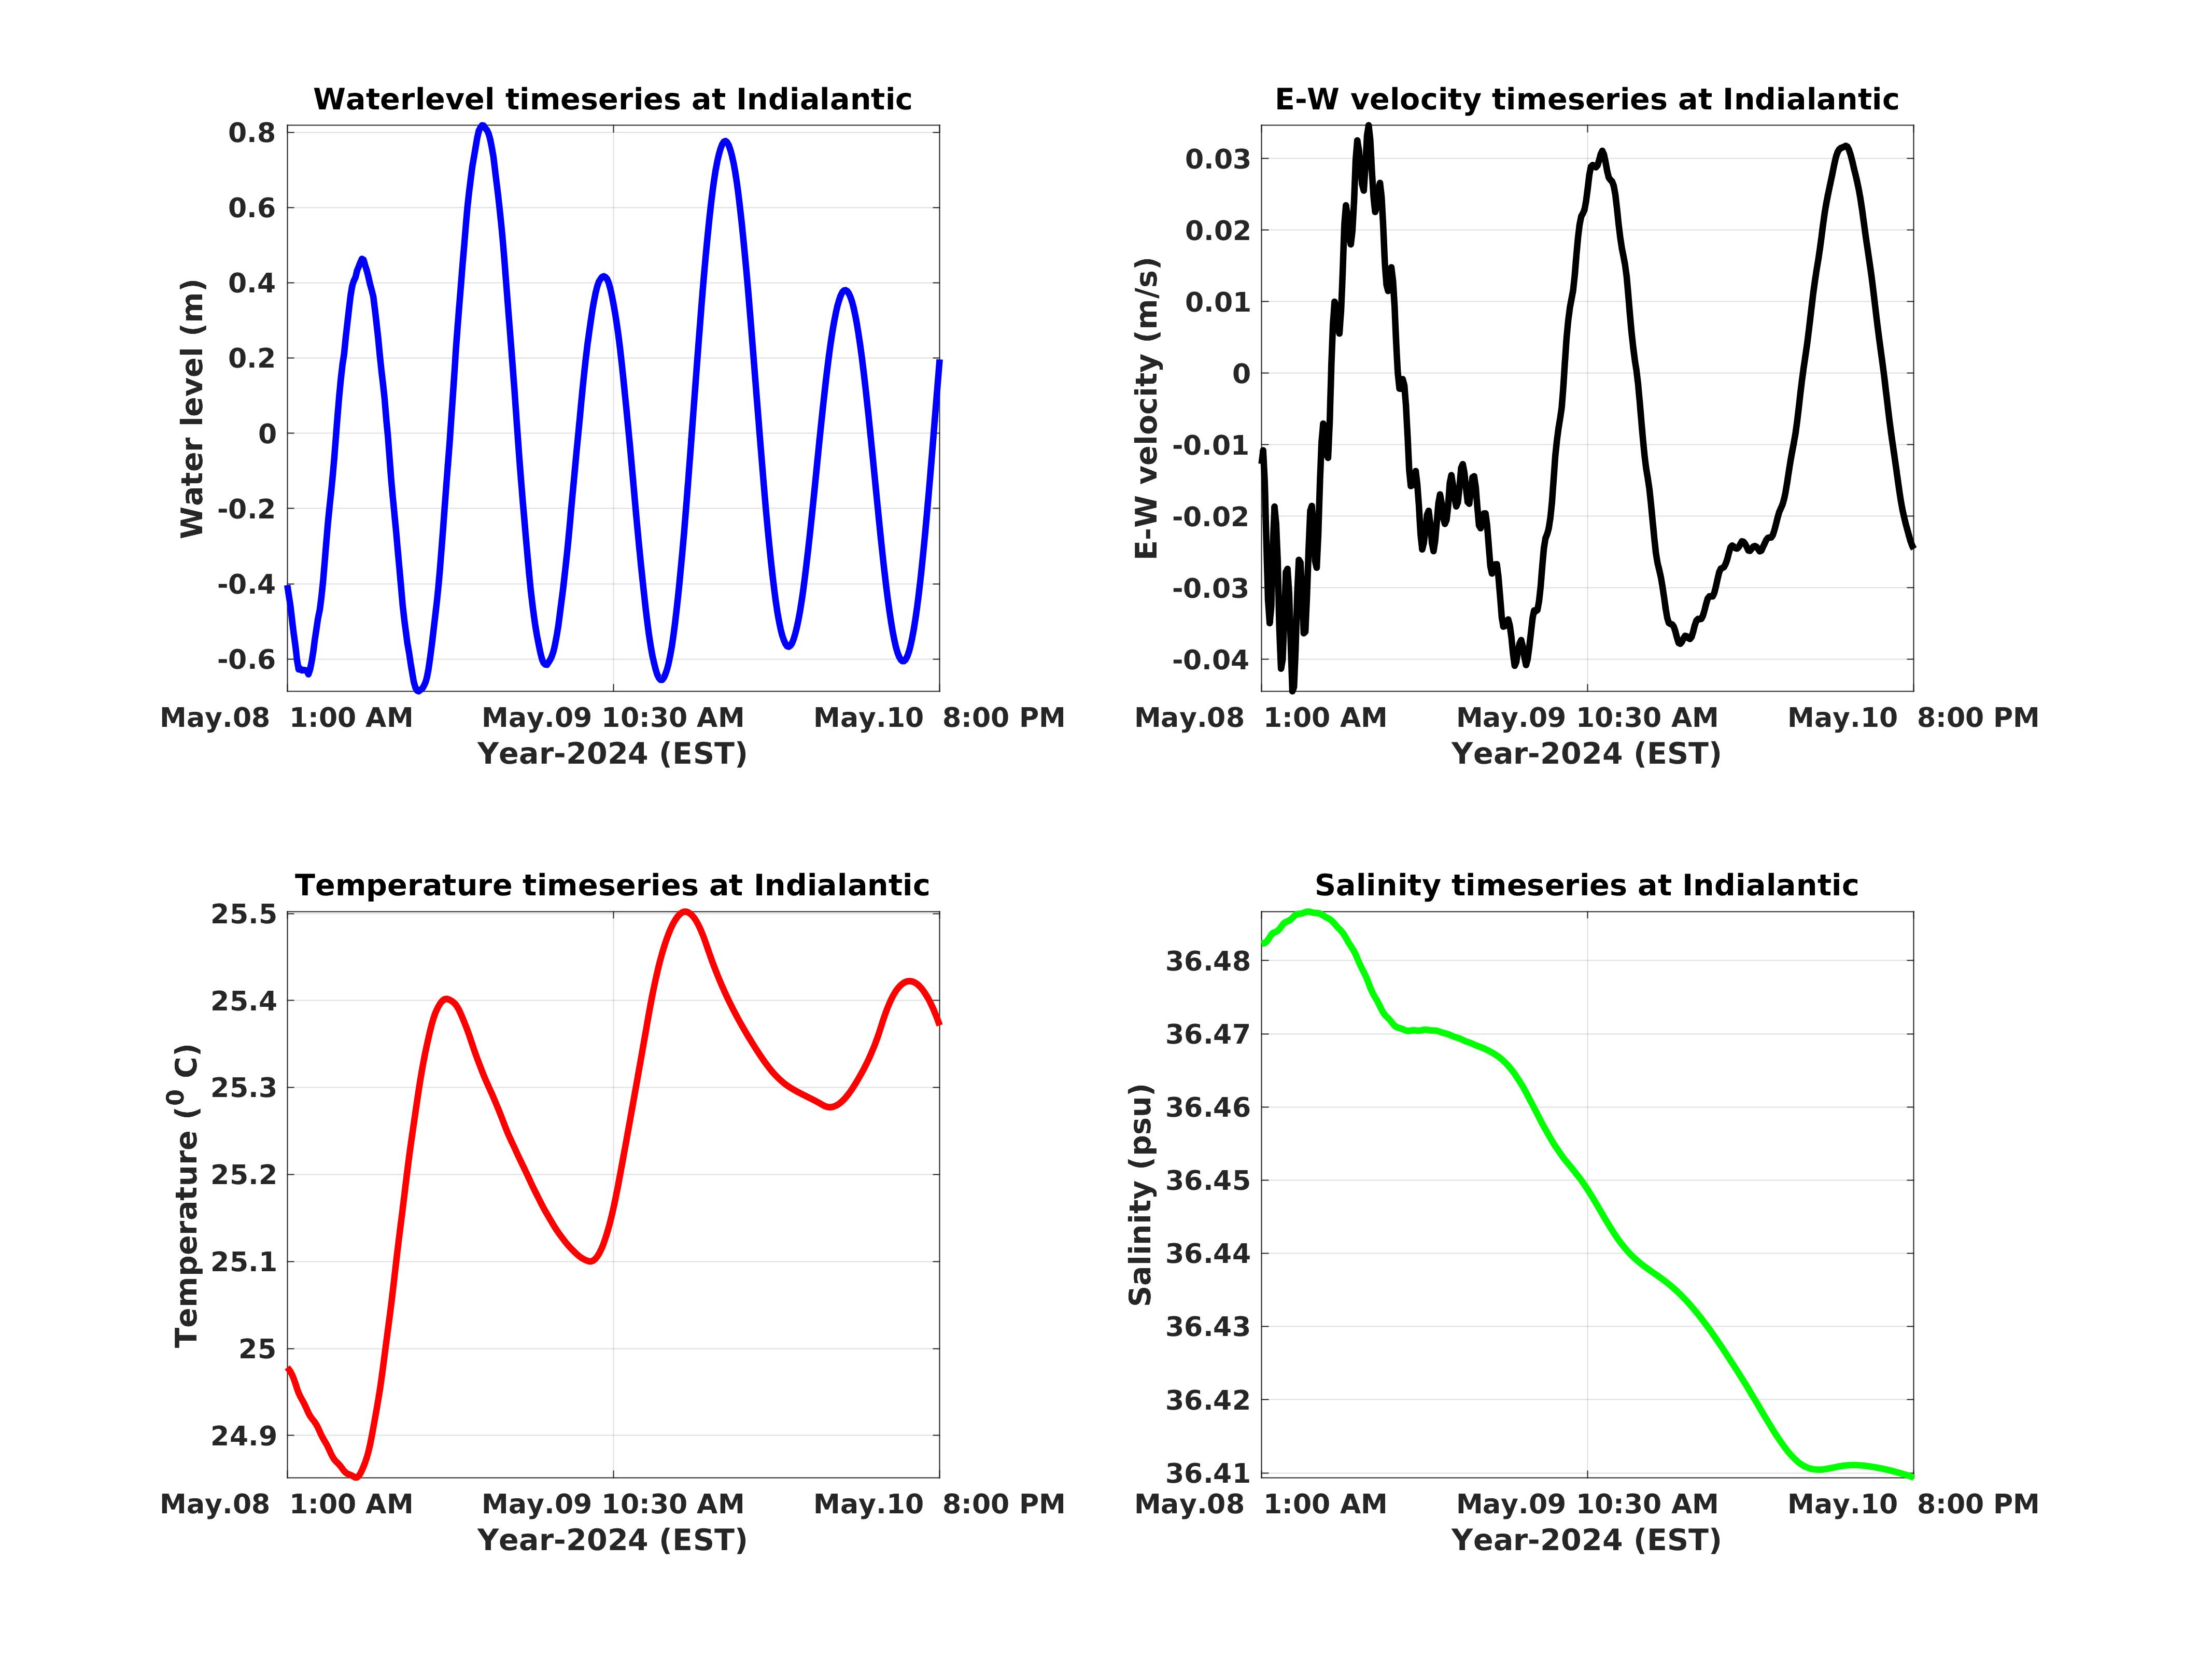 Waterlevel timeseries at Indialantic
0.8
0.6
0.4
0.2
0
-0.2
-0.4
-0.6
Water level (m)
May.08 1:00 AM May.09 10:30 AM May.10 8:00 PM
Year-2024 (EST)
E-W velocity timeseries at Indialantic
0.03
0.02
0.01
0
-0.01
-0.02
-0.03
-0.04
E-W velocity (m/s)
May.08 1:00 AM May.09 10:30 AM May.10 8:00 PM
Year-2024 (EST)
Temperature timeseries at Indialantic
25.5
25.4
25.3
25.2
25.1
25
24.9
Temperature (⁰ C)
May.08 1:00 AM May.09 10:30 AM May.10 8:00 PM
Year-2024 (EST)
Salinity timeseries at Indialantic
36.48
36.47
36.46
36.45
36.44
36.43
36.42
36.41
Salinity (psu)
May.08 1:00 AM May.09 10:30 AM May.10 8:00 PM
Year-2024 (EST)